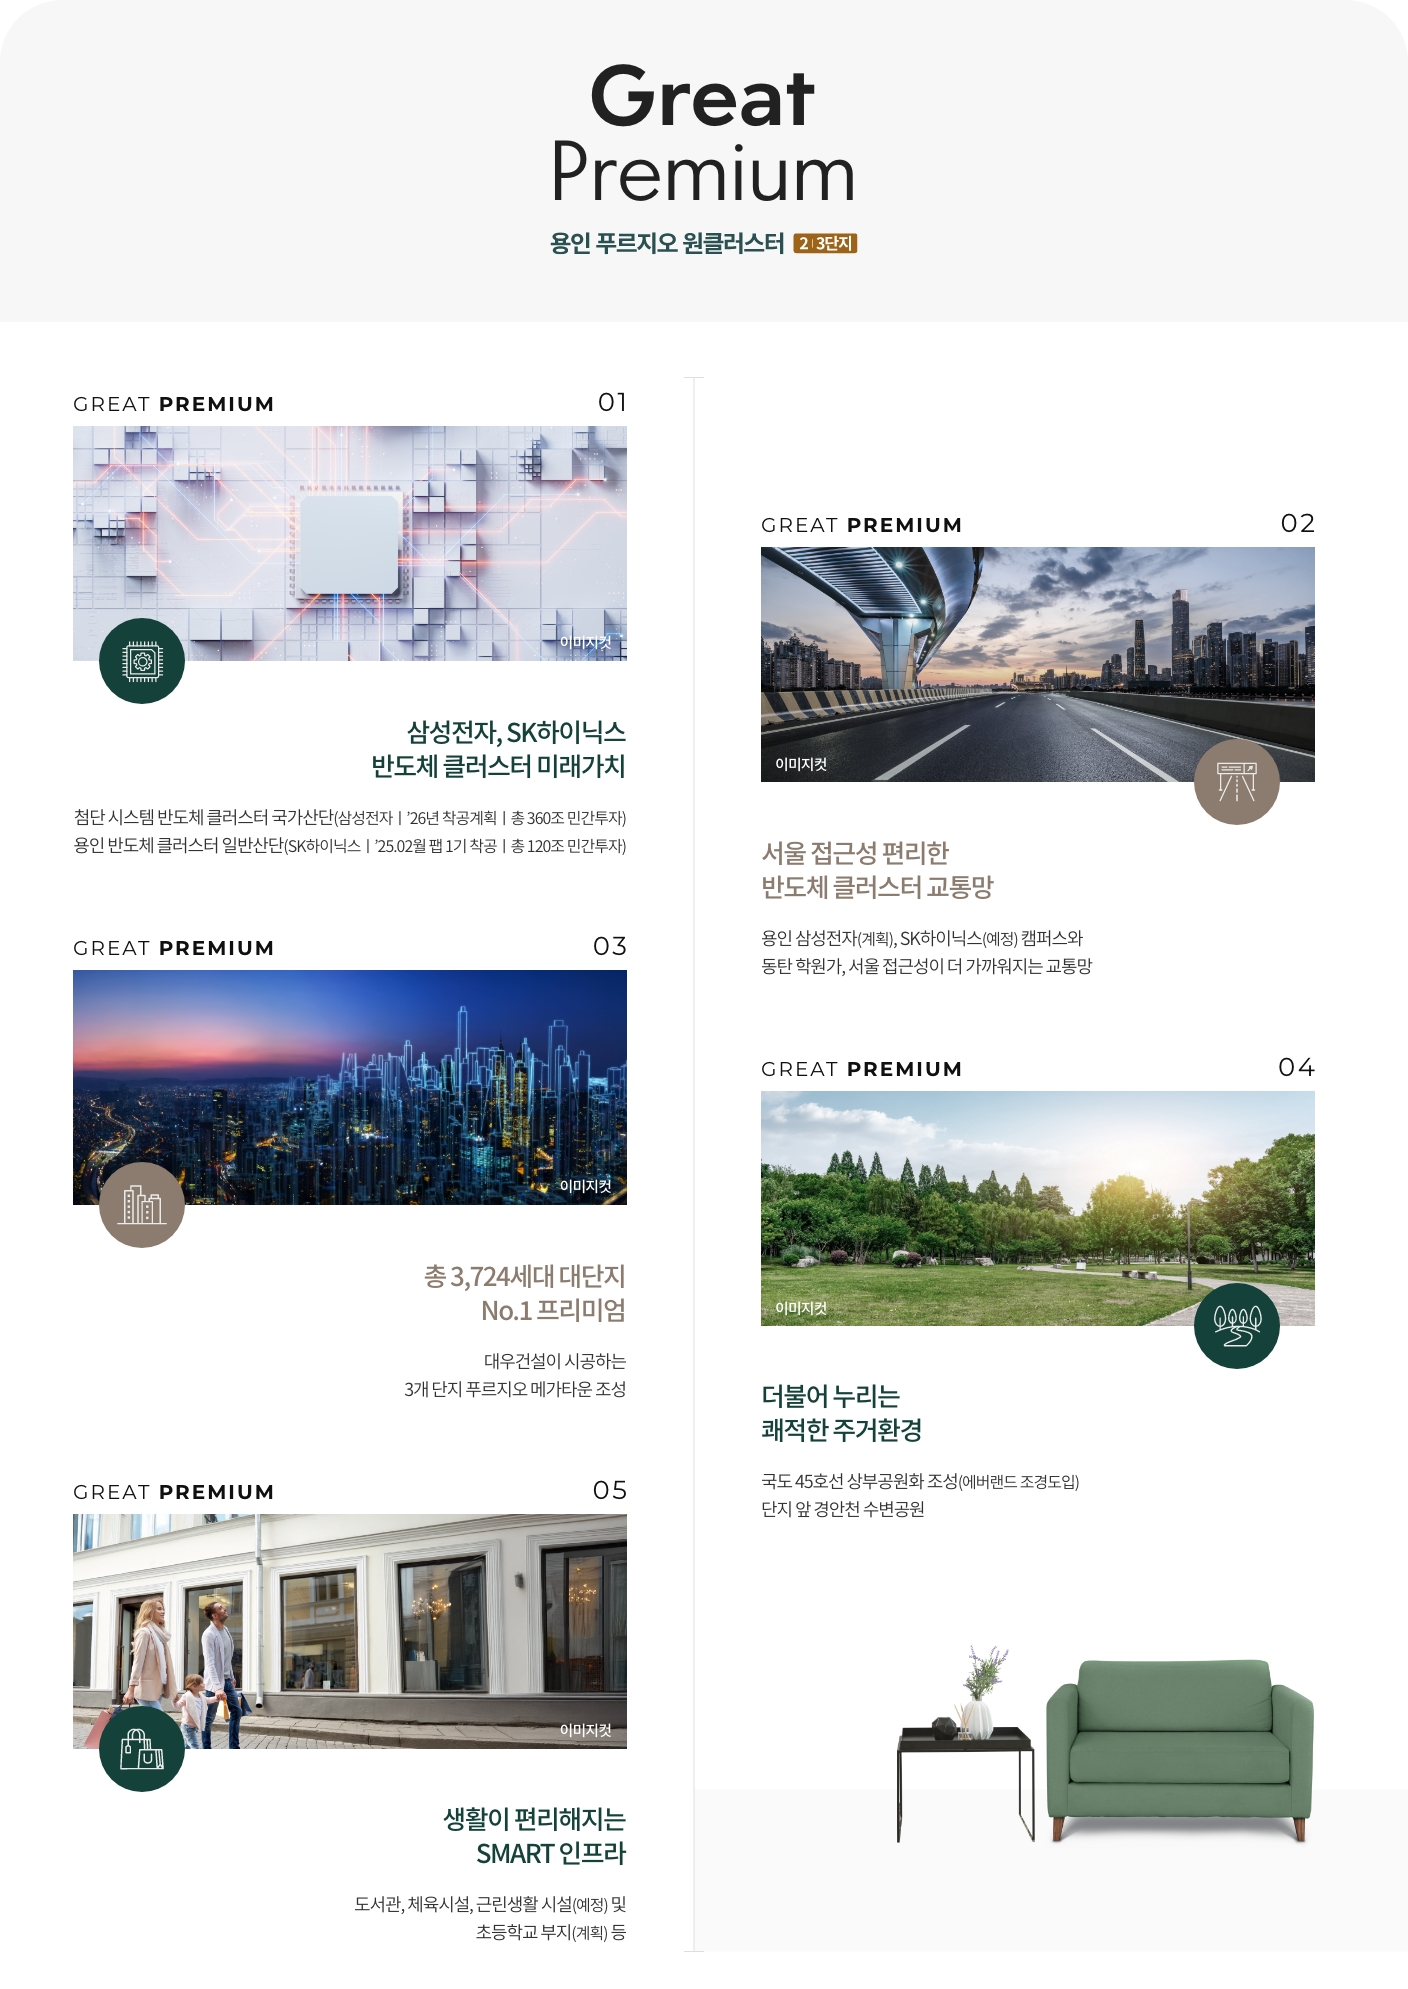 Great
Premium
용인 푸르지오 원클러스터 2 | 3단지
GREAT PREMIUM 01
이미지컷
삼성전자, SK하이닉스
반도체 클러스터 미래가치
첨단 시스템 반도체 클러스터 국가산단(삼성전자ㅣ’26년 착공계획ㅣ총 360조 민간투자)
용인 반도체 클러스터 일반산단(SK하이닉스ㅣ’25.02월 팹 1기 착공ㅣ총 120조 민간투자)
GREAT PREMIUM 02
이미지컷
서울 접근성 편리한
반도체 클러스터 교통망
용인 삼성전자(계획), SK하이닉스(예정) 캠퍼스와
동탄 학원가, 서울 접근성이 더 가까워지는 교통망
GREAT PREMIUM 03
이미지컷
총 3,724세대 대단지
No.1 프리미엄
대우건설이 시공하는
3개 단지 푸르지오 메가타운 조성
GREAT PREMIUM 04
이미지컷
더불어 누리는
쾌적한 주거환경
국도 45호선 상부공원화 조성(에버랜드 조경도입)
단지 앞 경안천 수변공원
GREAT PREMIUM 05
이미지컷
생활이 편리해지는
SMART 인프라
도서관, 체육시설, 근린생활 시설(예정) 및
초등학교 부지(계획) 등